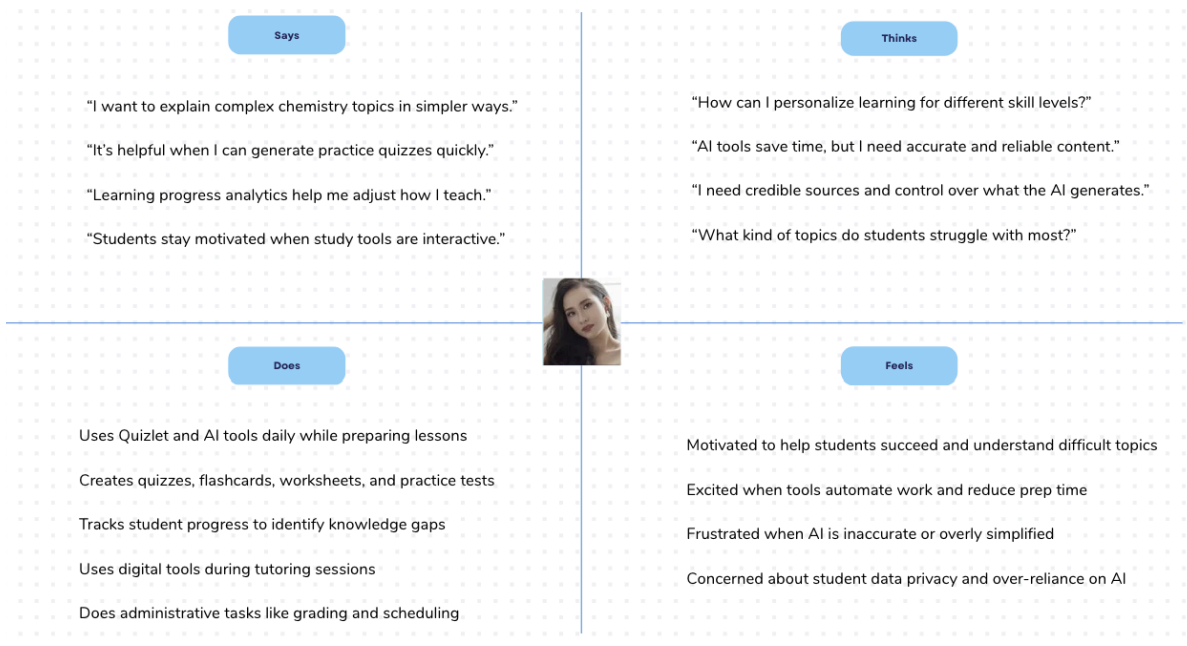 Says
“I want to explain complex chemistry topics in simpler ways.”
“It’s helpful when I can generate practice quizzes quickly.”
“Learning progress analytics help me adjust how I teach.”
“Students stay motivated when study tools are interactive.”
Thinks
“How can I personalize learning for different skill levels?”
“AI tools save time, but I need accurate and reliable content.”
“I need credible sources and control over what the AI generates.”
“What kind of topics do students struggle with most?”
Does
Uses Quizlet and AI tools daily while preparing lessons
Creates quizzes, flashcards, worksheets, and practice tests
Tracks student progress to identify knowledge gaps
Uses digital tools during tutoring sessions
Does administrative tasks like grading and scheduling
Feels
Motivated to help students succeed and understand difficult topics
Excited when tools automate work and reduce prep time
Frustrated when AI is inaccurate or overly simplified
Concerned about student data privacy and over-reliance on AI